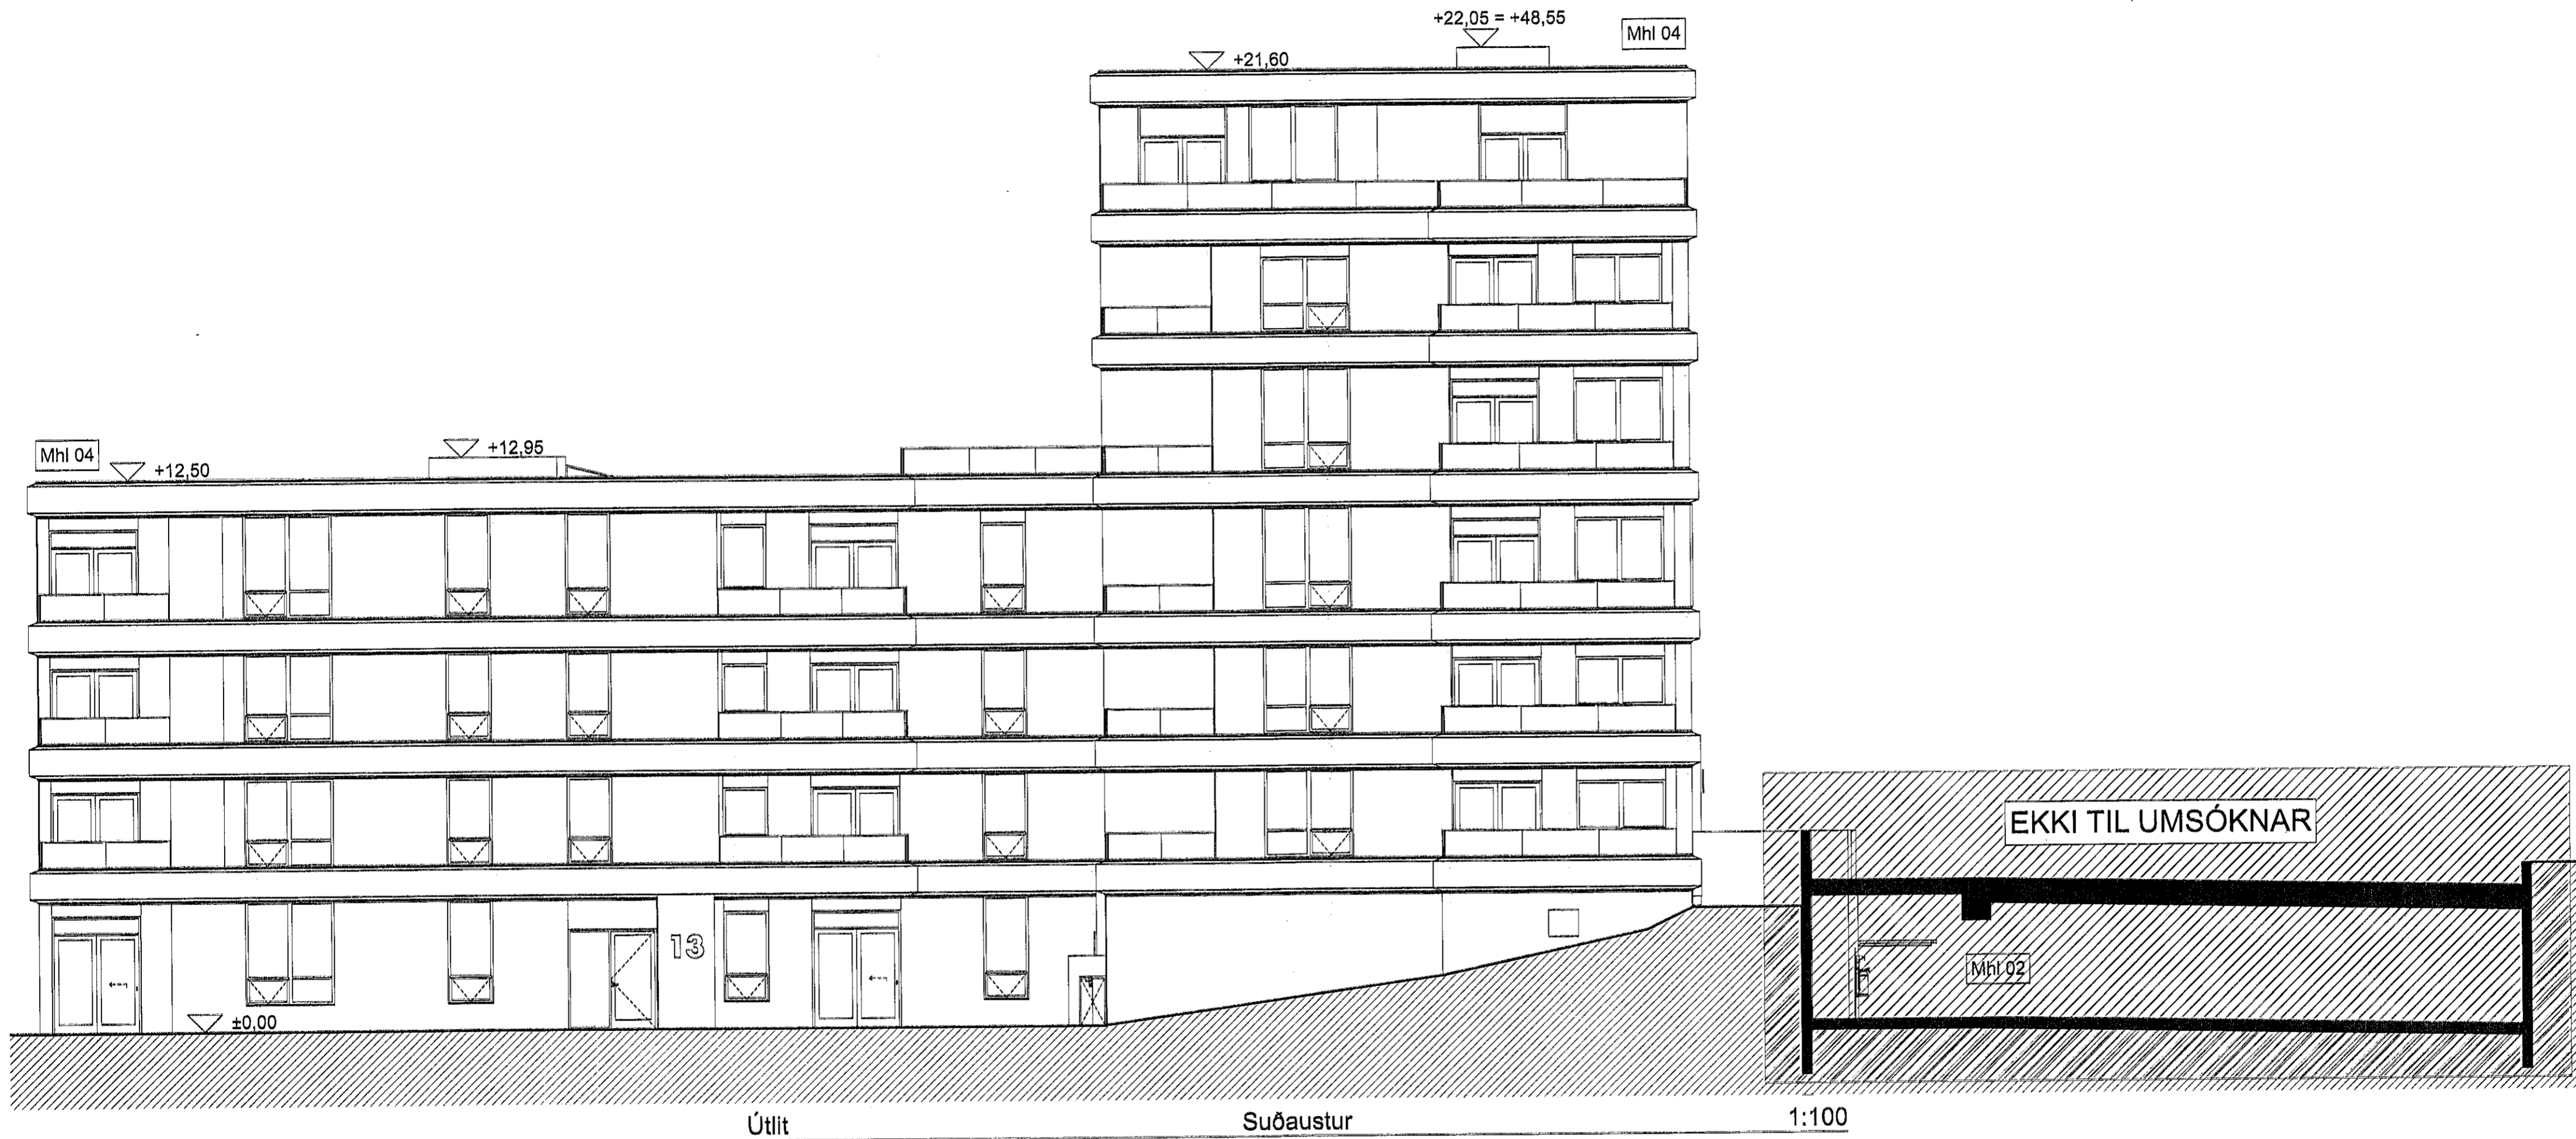 +22,05 = +48,55
Mhl 04
+21,60
Mhl 04
+12,50
+12,95
EKKI TIL UMSÓKNAR
13
Mhl 02
±0,00
Útlit
Suðaustur
1:100